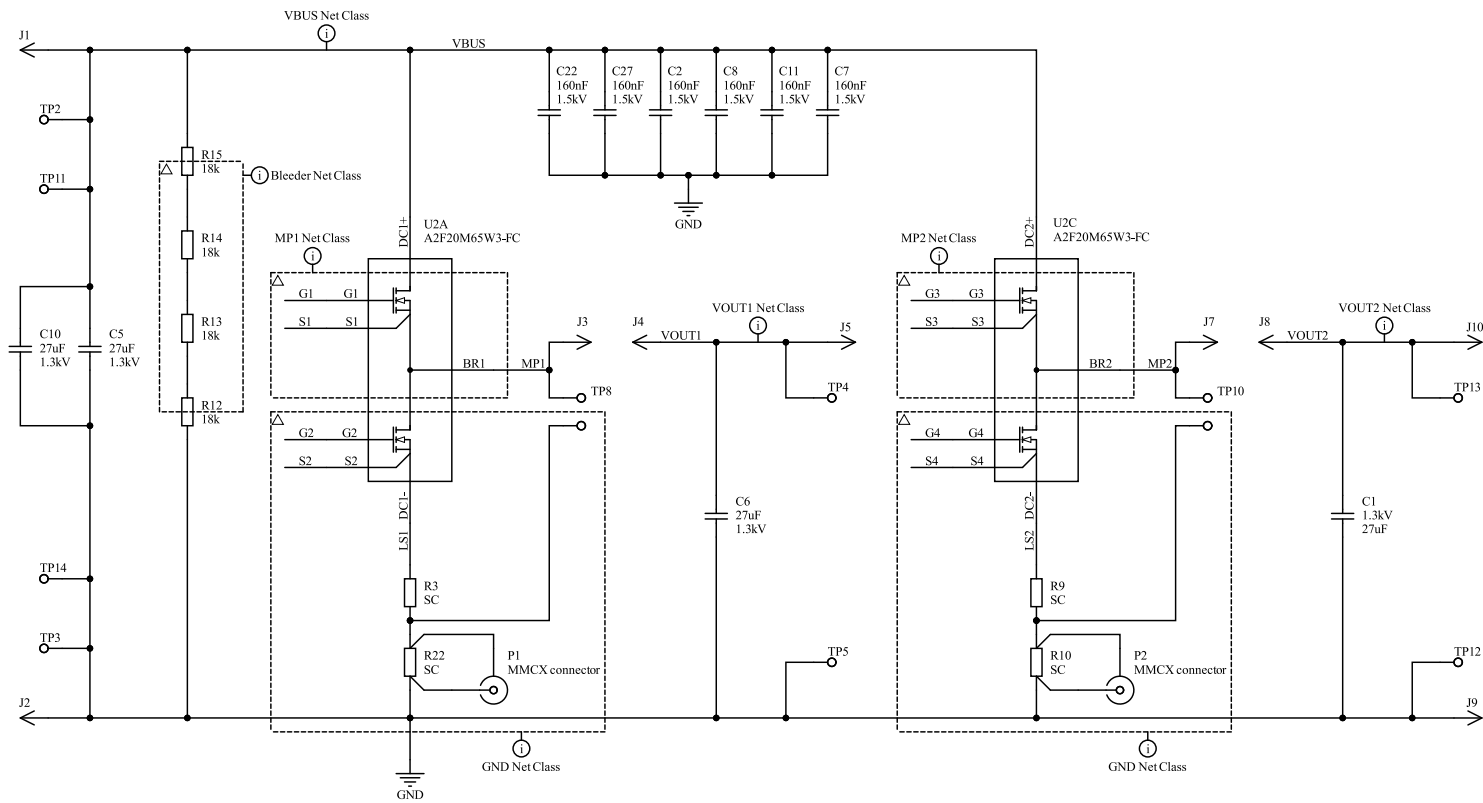 VBUS Net Class
J1
VBUS
C22
160nF
1.5kV
C27
160nF
1.5kV
C2
160nF
1.5kV
C8
160nF
1.5kV
C11
160nF
1.5kV
C7
160nF
1.5kV
GND
TP2
TP11
R15
18k
Bleeder Net Class
R14
18k
R13
18k
R12
18k
C10
27uF
1.3kV
C5
27uF
1.3kV
TP14
TP3
J2
MP1 Net Class
DC1+
U2A
A2F20M65W3-FC
G1 G1
S1 S1
BR1 MP1
J3
TP8
G2 G2
S2 S2
LS1 DC1-
R3
SC
R22
SC
P1
MMCX connector
GND Net Class
GND
J4
VOUT1
VOUT1 Net Class
J5
TP4
C6
27uF
1.3kV
TP5
MP2 Net Class
DC2+
U2C
A2F20M65W3-FC
G3 G3
S3 S3
BR2 MP2
J7
TP10
G4 G4
S4 S4
LS2 DC2-
R9
SC
R10
SC
P2
MMCX connector
GND Net Class
J8
VOUT2
VOUT2 Net Class
J10
TP13
C1
1.3kV
27uF
TP12
J9